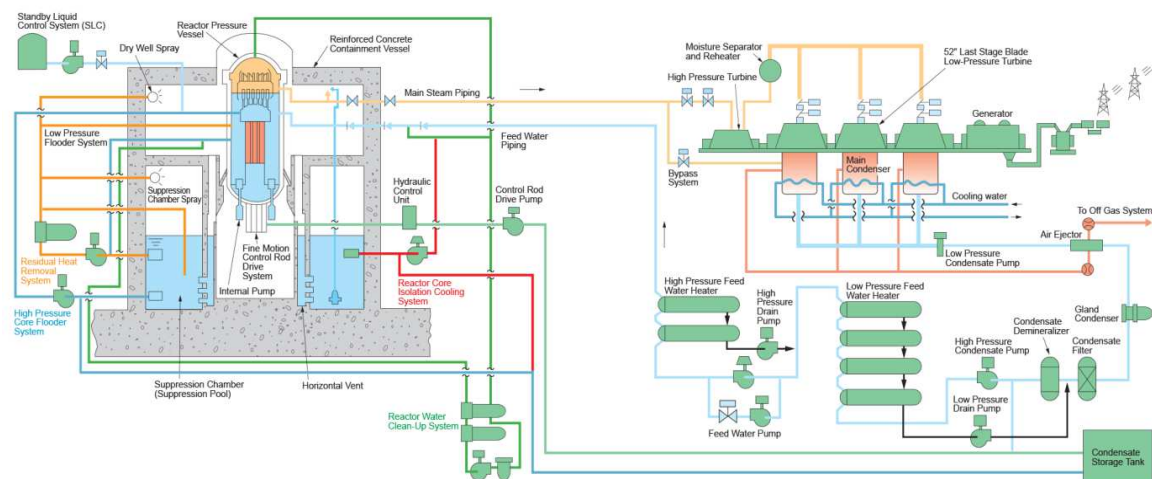 Standby Liquid
Control System (SLC)
Dry Well Spray
Reactor Pressure
Vessel
Reinforced Concrete
Containment Vessel
Main Steam Piping
Low Pressure
Flooder System
Feed Water
Piping
Suppression
Chamber Spray
Hydraulic
Control
Unit
Control Rod
Drive Pump
Residual Heat
Removal
System
Fine Motion
Control Rod
Drive System
Internal Pump
Reactor Core
Isolation Cooling
System
High Pressure
Core Flooder
System
Suppression Chamber
(Suppression Pool)
Horizontal Vent
Reactor Water
Clean-Up System
Moisture Separator
and Reheater
High Pressure Turbine
52" Last Stage Blade
Low-Pressure Turbine
Generator
Bypass
System
Main
Condenser
Cooling water
To Off Gas System
Air Ejector
Low Pressure
Condensate Pump
High Pressure Feed
Water Heater
High
Pressure
Drain
Pump
Low Pressure Feed
Water Heater
Gland
Condenser
Condensate
Demineralizer
Condensate
Filter
High Pressure
Condensate Pump
Low Pressure
Drain Pump
Feed Water Pump
Condensate
Storage Tank